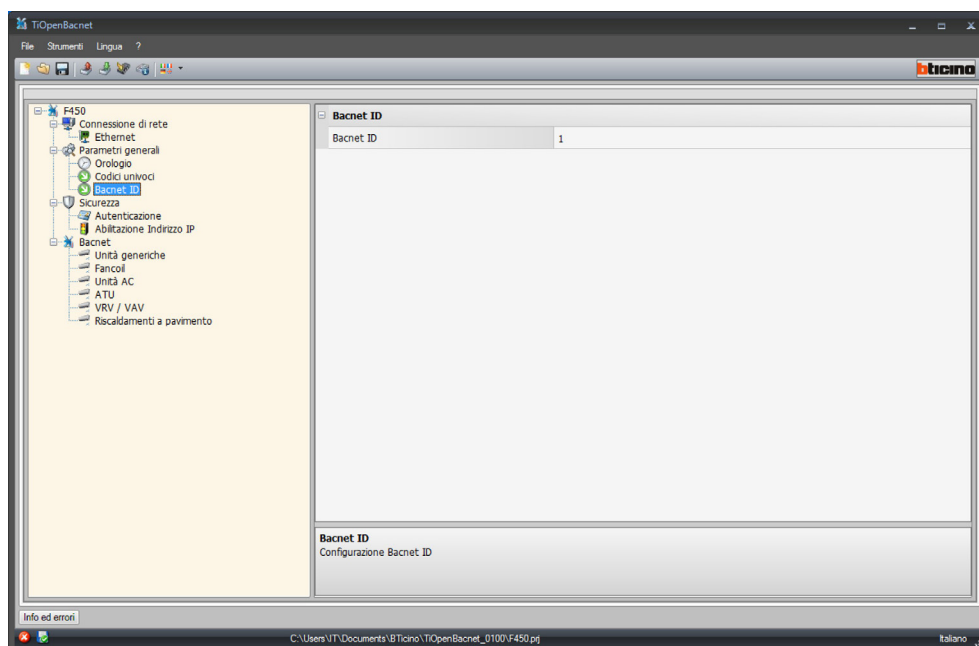 TiOpenBacnet
File Strumenti Lingua ?
bticino
F450
Connessione di rete
Ethernet
Parametri generali
Orologio
Codici univoci
Bacnet ID
Sicurezza
Autenticazione
Abilitazione Indirizzo IP
Bacnet
Unità generiche
Fancoil
Unità AC
ATU
VRV / VAV
Riscaldamenti a pavimento
Bacnet ID
Bacnet ID 1
Bacnet ID
Configurazione Bacnet ID
Info ed errori
C:\Users\IT\Documents\BTicino\TiOpenBacnet_0100\F450.prj
Italiano